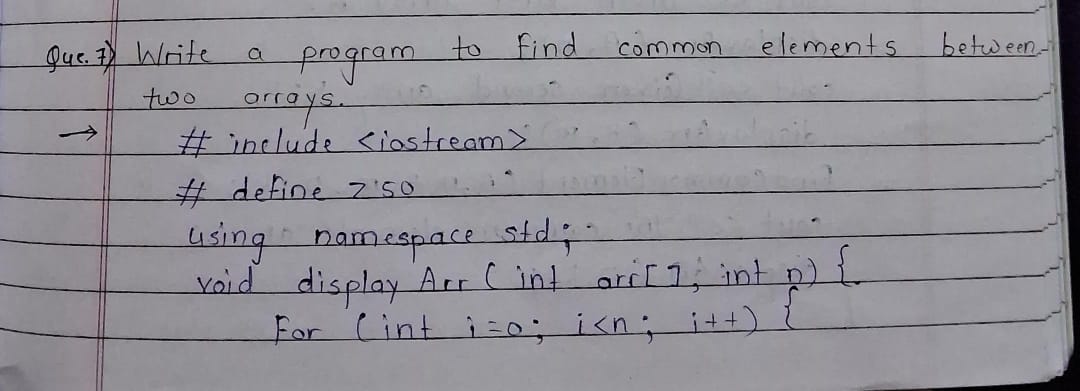 Que. 7) Write a program to find common elements between
two arrays.
→ # include <iostream>
# define z 50
using namespace std;
void display Arr ( int arr[], int n) {
For (int i=0; i<n; i++) {